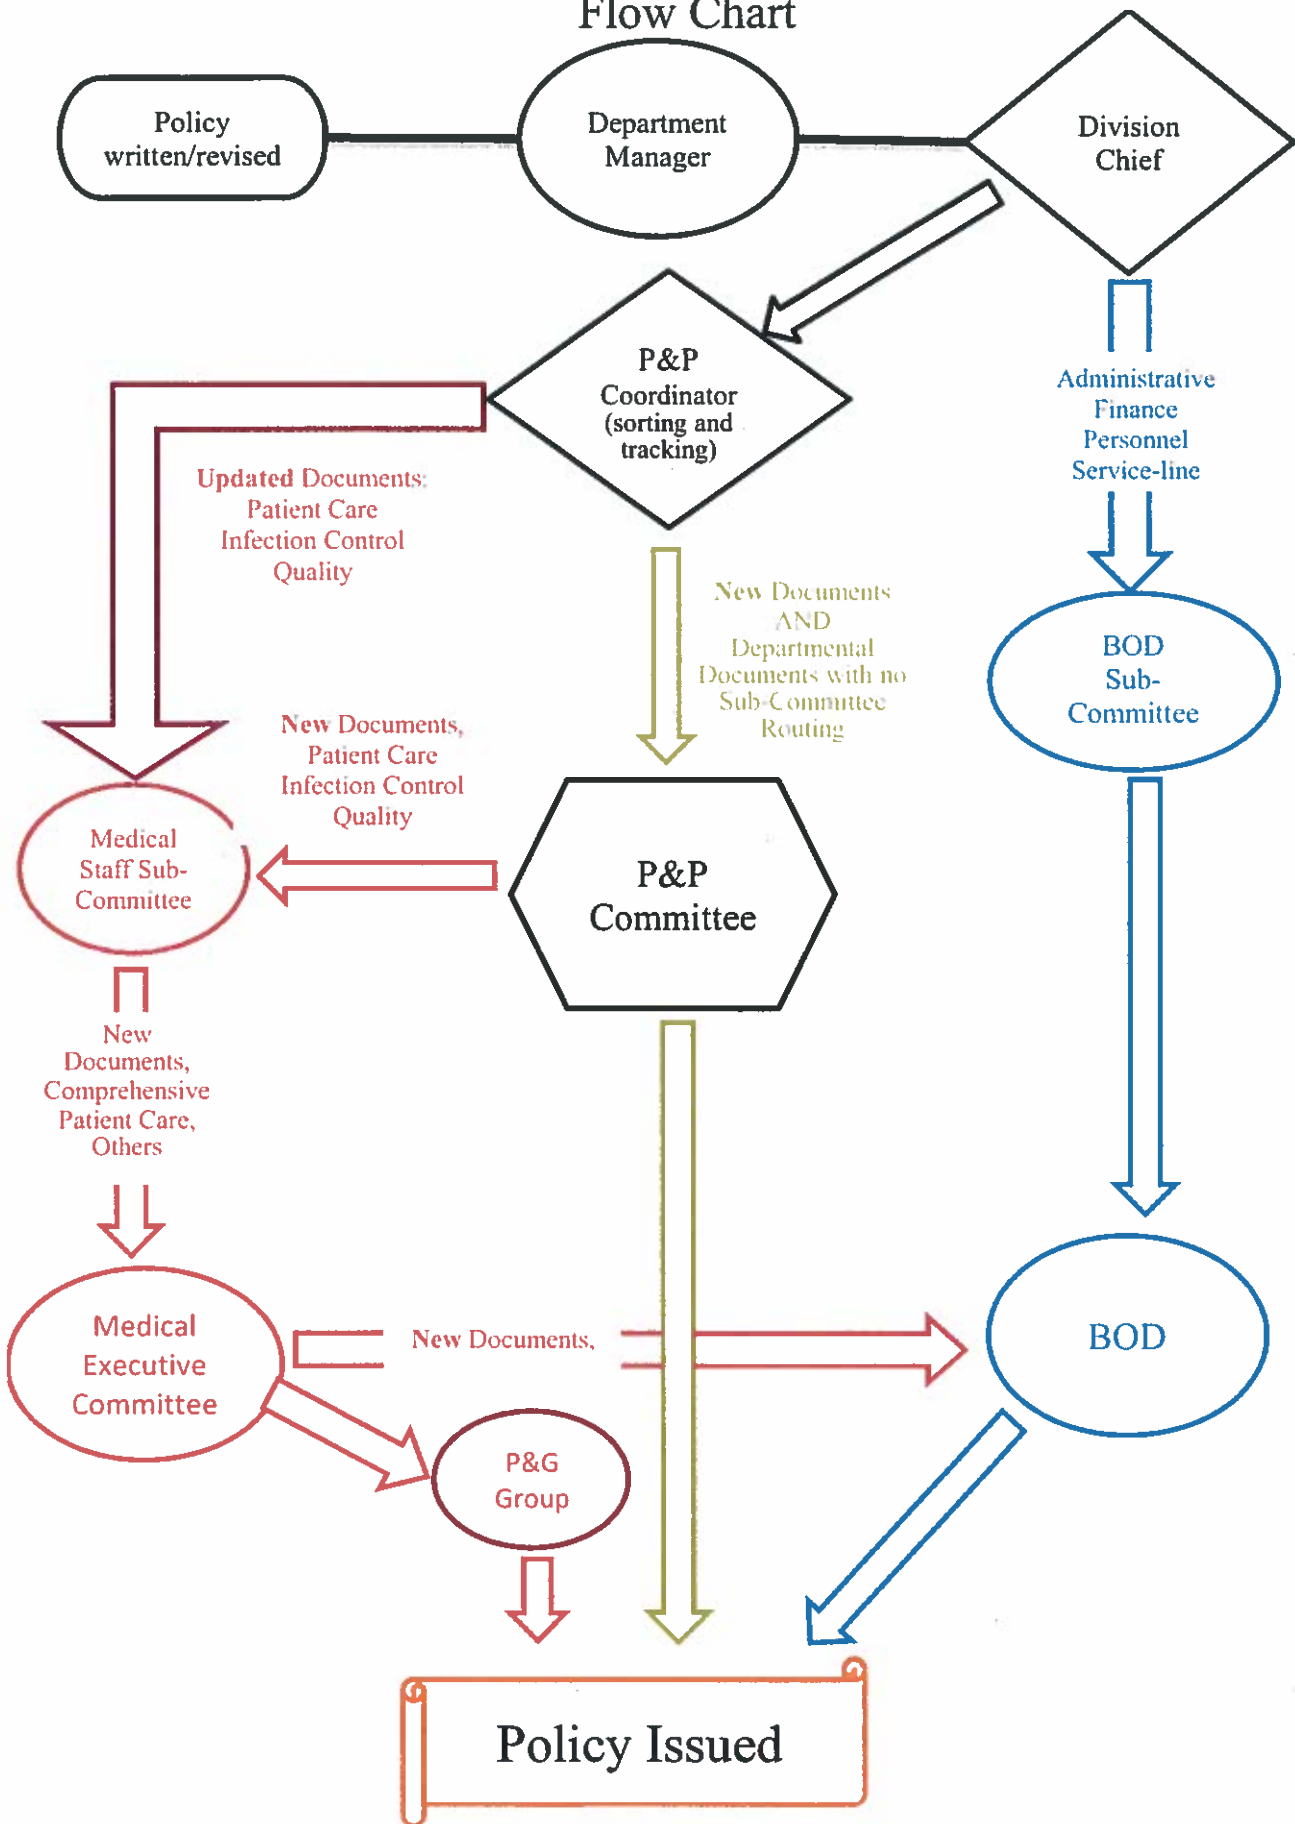 Flow Chart
Policy
written/revised
Department
Manager
Division
Chief
P&P
Coordinator
(sorting and
tracking)
Administrative
Finance
Personnel
Service-line
Updated Documents:
Patient Care
Infection Control
Quality
New Documents
AND
Departmental
Documents with no
Sub-Committee
Routing
BOD
Sub-
Committee
New Documents,
Patient Care
Infection Control
Quality
Medical
Staff Sub-
Committee
P&P
Committee
New
Documents,
Comprehensive
Patient Care,
Others
Medical
Executive
Committee
New Documents,
BOD
P&G
Group
Policy Issued